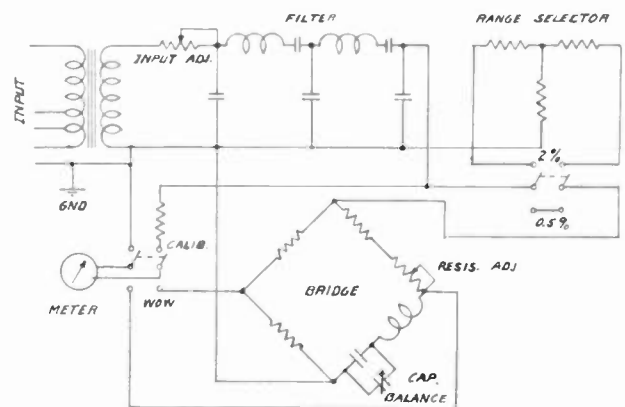 FILTER
RANGE SELECTOR
INPUT ADJ.
INPUT
2%
GND
0.5%
CALIB.
RESIS. ADJ
BRIDGE
METER
WOW
CAP.
BALANCE